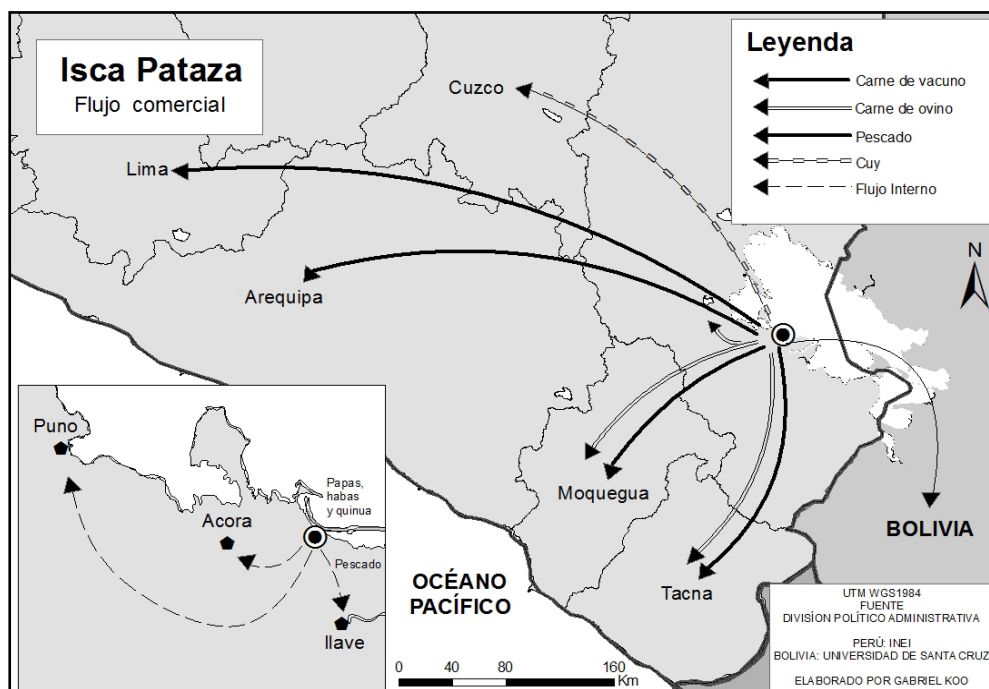 Isca Pataza
Flujo comercial
Cuzco
Lima
Arequipa
Leyenda
Carne de vacuno
Carne de ovino
Pescado
Cuy
Flujo Interno
N
Puno
Acora
Papas,
habas
y quinua
Pescado
Ilave
Moquegua
Tacna
BOLIVIA
OCÉANO
PACÍFICO
0 40 80 160
Km
UTM WGS1984
FUENTE
DIVISÍON POLÍTICO ADMINISTRATIVA
PERÚ: INEI
BOLIVIA: UNIVERSIDAD DE SANTA CRUZ
ELABORADO POR GABRIEL KOO